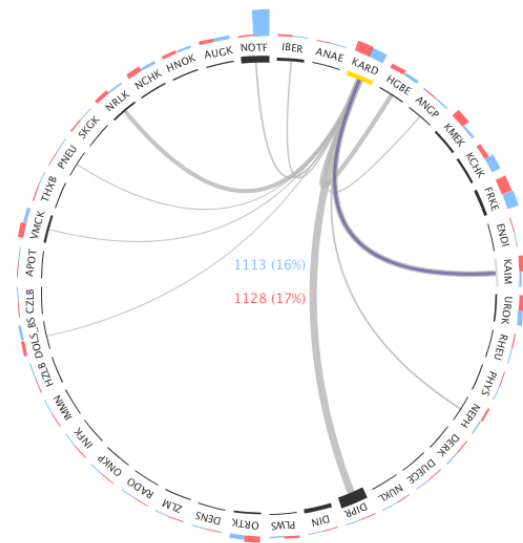 NOTF
IBER
ANAE
KARD
HGBE
ANGP
KMEK
KCHK
FRKE
ENDI
KAIM
UROK
RHEU
PHYS
NEPH
DERK
DUEGE
NUKL
DIPR
DIN
PLWS
ORTK
DENS
ZLM
RADO
ONKP
INFK
IMMN
HZLB
DOLS_BS
CZLB
APOT
VMCK
THXB
PNEU
SKGK
NRLK
NCHK
HNOK
AUGK
1113 (16%)
1128 (17%)